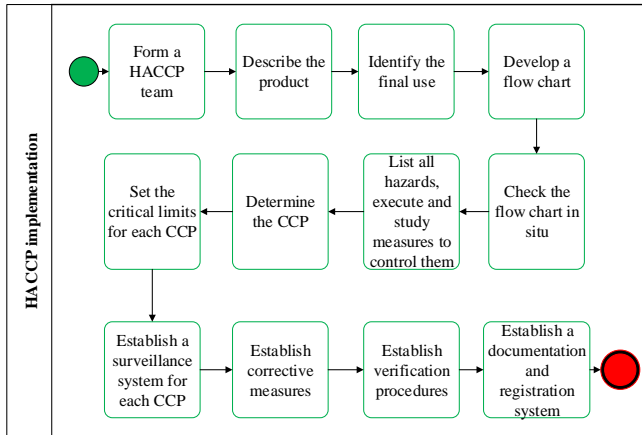 HACCP implementation
Form a
HACCP
team
Describe the
product
Identify the
final use
Develop a
flow chart
Check the
flow chart in
situ
List all
hazards,
execute and
study
measures to
control them
Determine
the CCP
Set the
critical limits
for each CCP
Establish a
surveillance
system for
each CCP
Establish
corrective
measures
Establish
verification
procedures
Establish a
documentation
and
registration
system